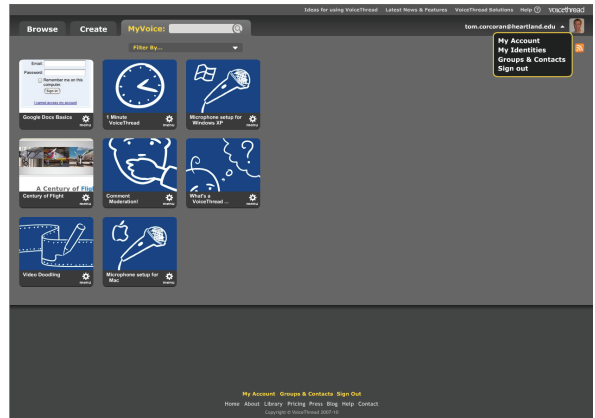 Ideas for using VoiceThread Latest News & Features VoiceThread Solutions Help ? voicethread
Browse Create MyVoice:
tom.corcoran@heartland.edu
Filter By...
My Account
My Identities
Groups & Contacts
Sign out
Email:
Password:
Remember me on this
computer.
Sign in
I cannot access my account
Google Docs Basics
menu
1 Minute
VoiceThread
menu
Microphone setup for
Windows XP
menu
A Century of Flig
Century of Flight
menu
Comment
Moderation!
menu
What's a
VoiceThread ...
menu
Video Doodling
menu
Microphone setup for
Mac
menu
My Account Groups & Contacts Sign Out
Home About Library Pricing Press Blog Help Contact
Copyright © VoiceThread 2007-10